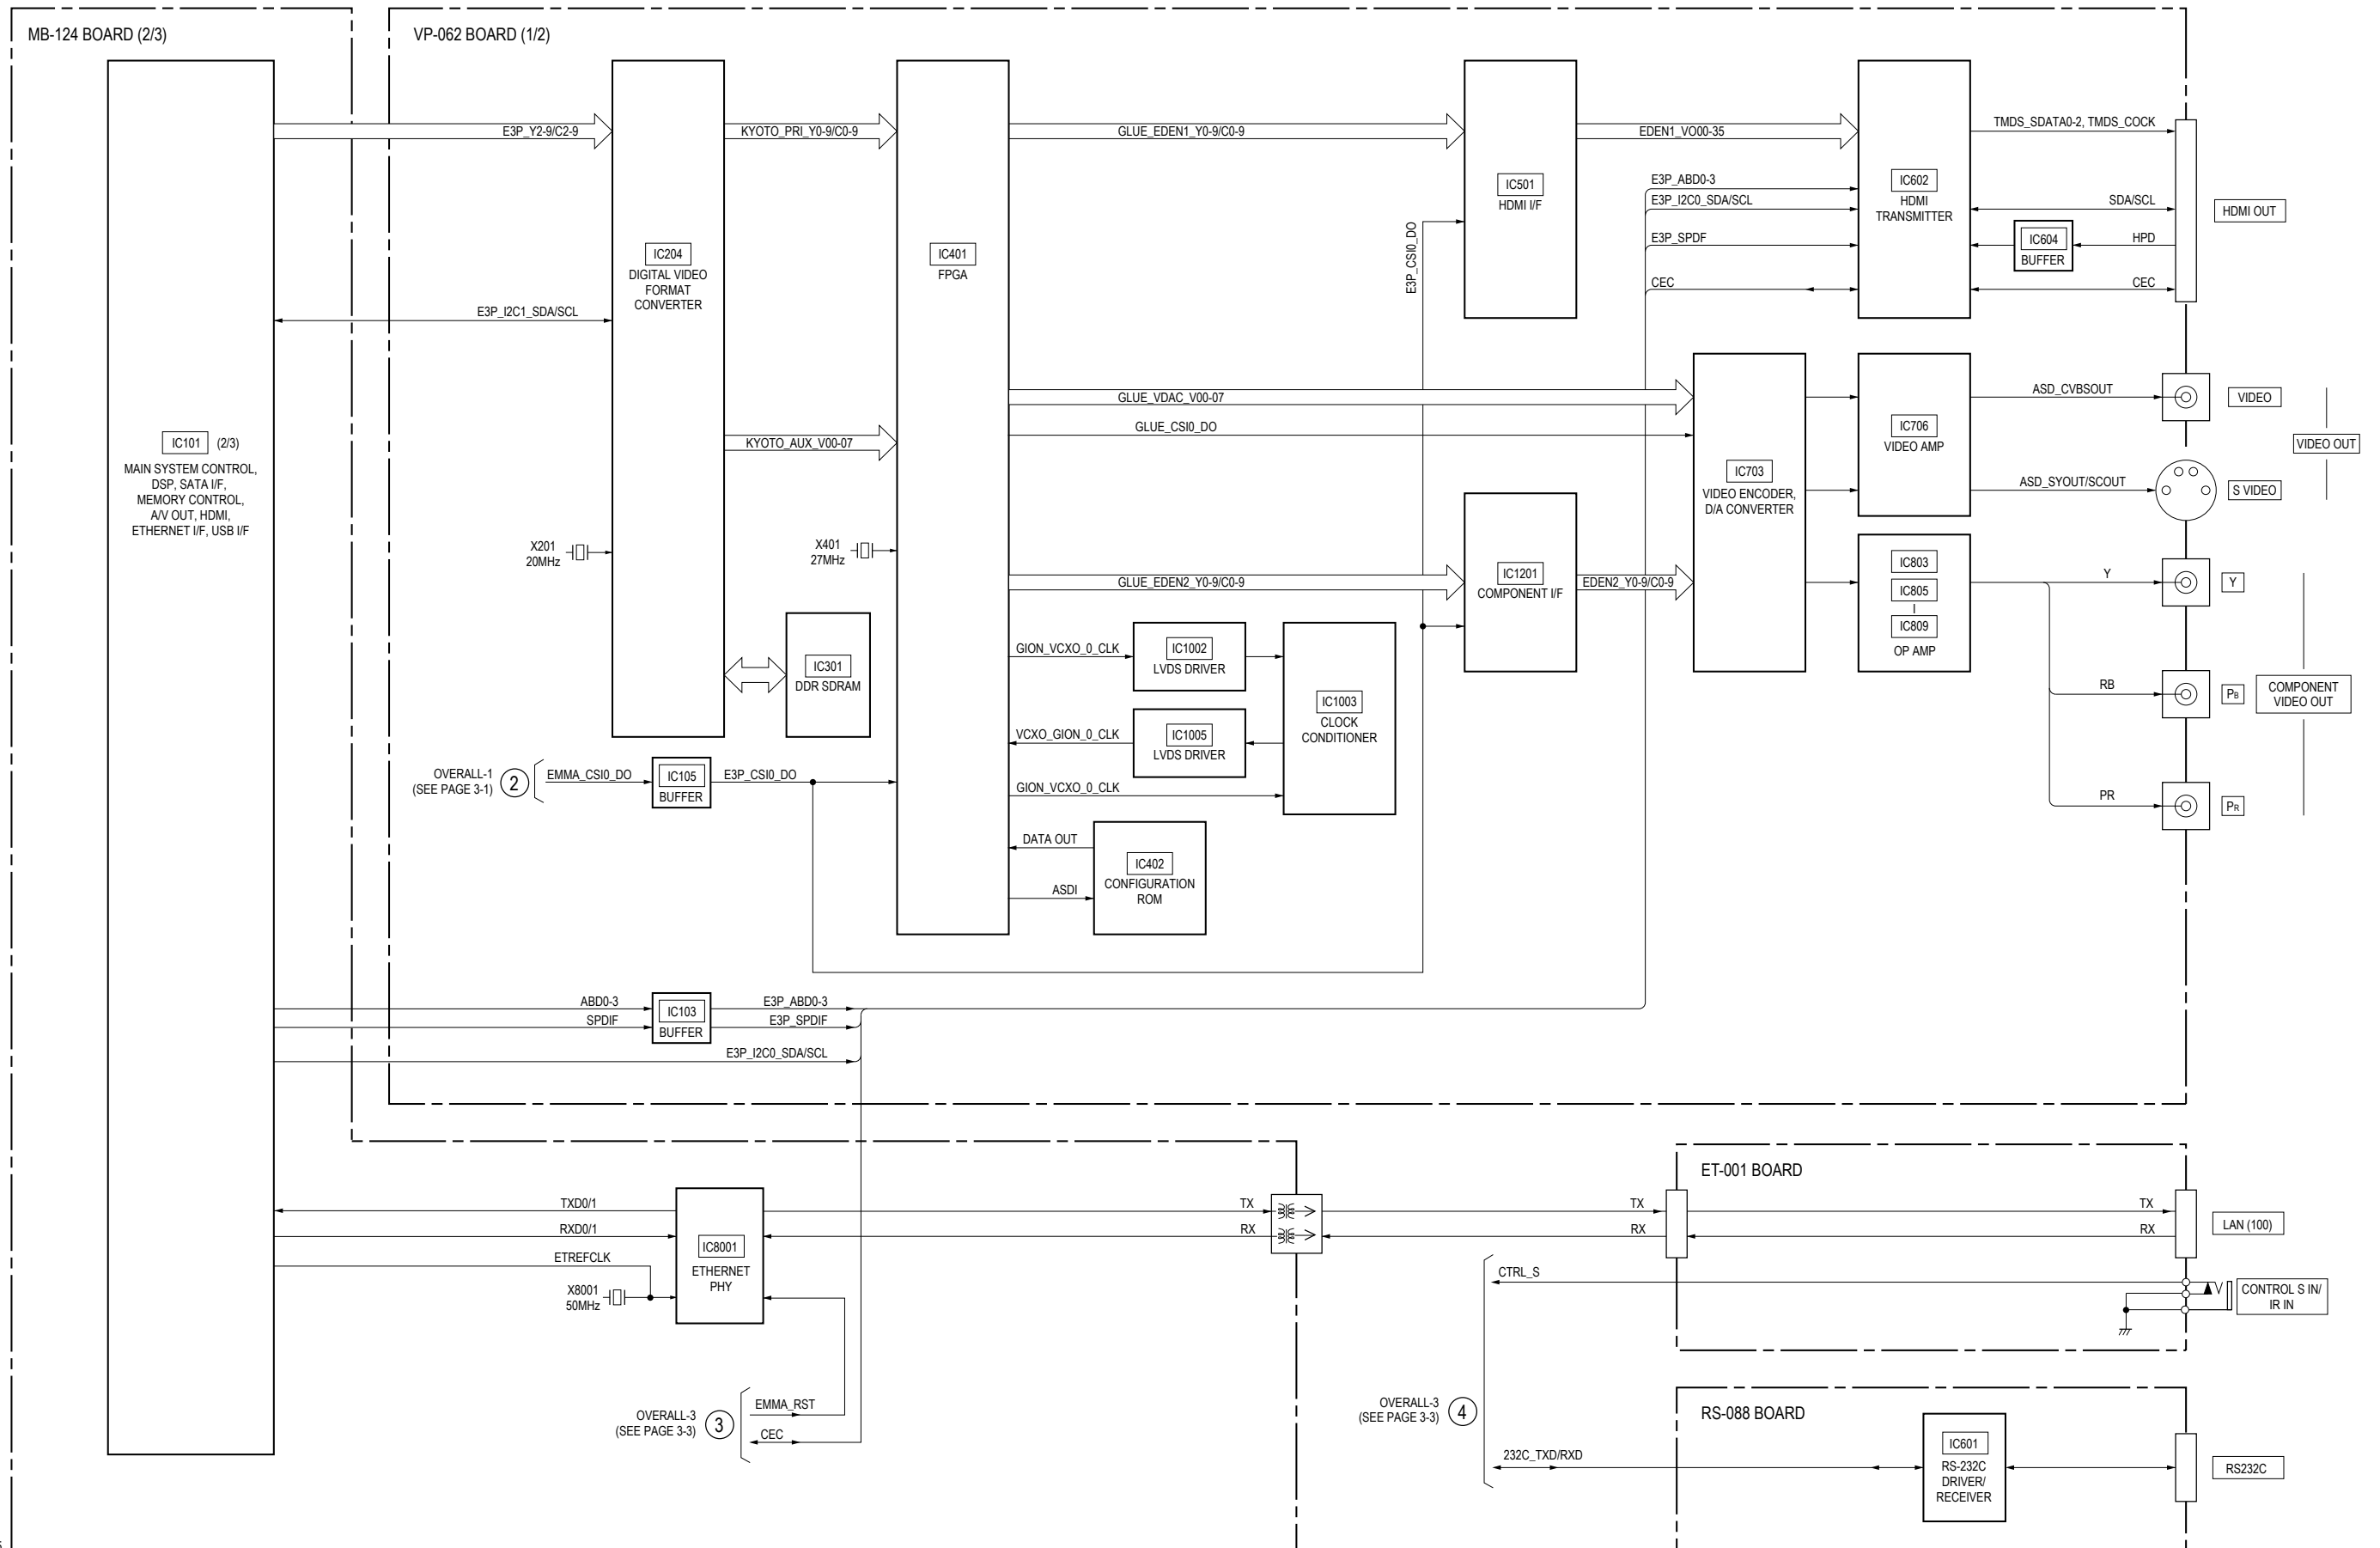 MB-124 BOARD (2/3)
VP-062 BOARD (1/2)
E3P_Y2-9/C2-9
KYOTO_PRI_Y0-9/C0-9
GLUE_EDEN1_Y0-9/C0-9
EDEN1_VO00-35
TMDS_SDATA0-2, TMDS_COCK
IC501
HDMI I/F
E3P_ABD0-3
E3P_I2C0_SDA/SCL
E3P_SPDF
CEC
IC602
HDMI
TRANSMITTER
SDA/SCL
IC604
BUFFER
HPD
CEC
HDMI OUT
E3P_CSI0_DO
IC204
DIGITAL VIDEO
FORMAT
CONVERTER
IC401
FPGA
E3P_I2C1_SDA/SCL
GLUE_VDAC_V00-07
GLUE_CSI0_DO
ASD_CVBSOUT
VIDEO
VIDEO OUT
IC101 (2/3)
MAIN SYSTEM CONTROL,
DSP, SATA I/F,
MEMORY CONTROL,
A/V OUT, HDMI,
ETHERNET I/F, USB I/F
KYOTO_AUX_V00-07
IC706
VIDEO AMP
IC703
VIDEO ENCODER,
D/A CONVERTER
ASD_SYOUT/SCOUT
S VIDEO
X201
20MHz
X401
27MHz
GLUE_EDEN2_Y0-9/C0-9
IC1201
COMPONENT I/F
EDEN2_Y0-9/C0-9
IC803
IC805
IC809
OP AMP
Y
Y
IC301
DDR SDRAM
GION_VCXO_0_CLK
IC1002
LVDS DRIVER
IC1003
CLOCK
CONDITIONER
RB
PB
COMPONENT
VIDEO OUT
VCXO_GION_0_CLK
IC1005
LVDS DRIVER
OVERALL-1
(SEE PAGE 3-1)
2
EMMA_CSI0_DO
IC105
BUFFER
E3P_CSI0_DO
GION_VCXO_0_CLK
PR
PR
DATA OUT
IC402
CONFIGURATION
ROM
ASDI
ABD0-3
SPDIF
IC103
BUFFER
E3P_ABD0-3
E3P_SPDIF
E3P_I2C0_SDA/SCL
ET-001 BOARD
TXD0/1
RXD0/1
ETREFCLK
IC8001
ETHERNET
PHY
X8001
50MHz
TX
RX
TX
RX
TX
RX
LAN (100)
CTRL_S
CONTROL S IN/
IR IN
OVERALL-3
(SEE PAGE 3-3)
3
EMMA_RST
CEC
OVERALL-3
(SEE PAGE 3-3)
4
RS-088 BOARD
232C_TXD/RXD
IC601
RS-232C
DRIVER/
RECEIVER
RS232C